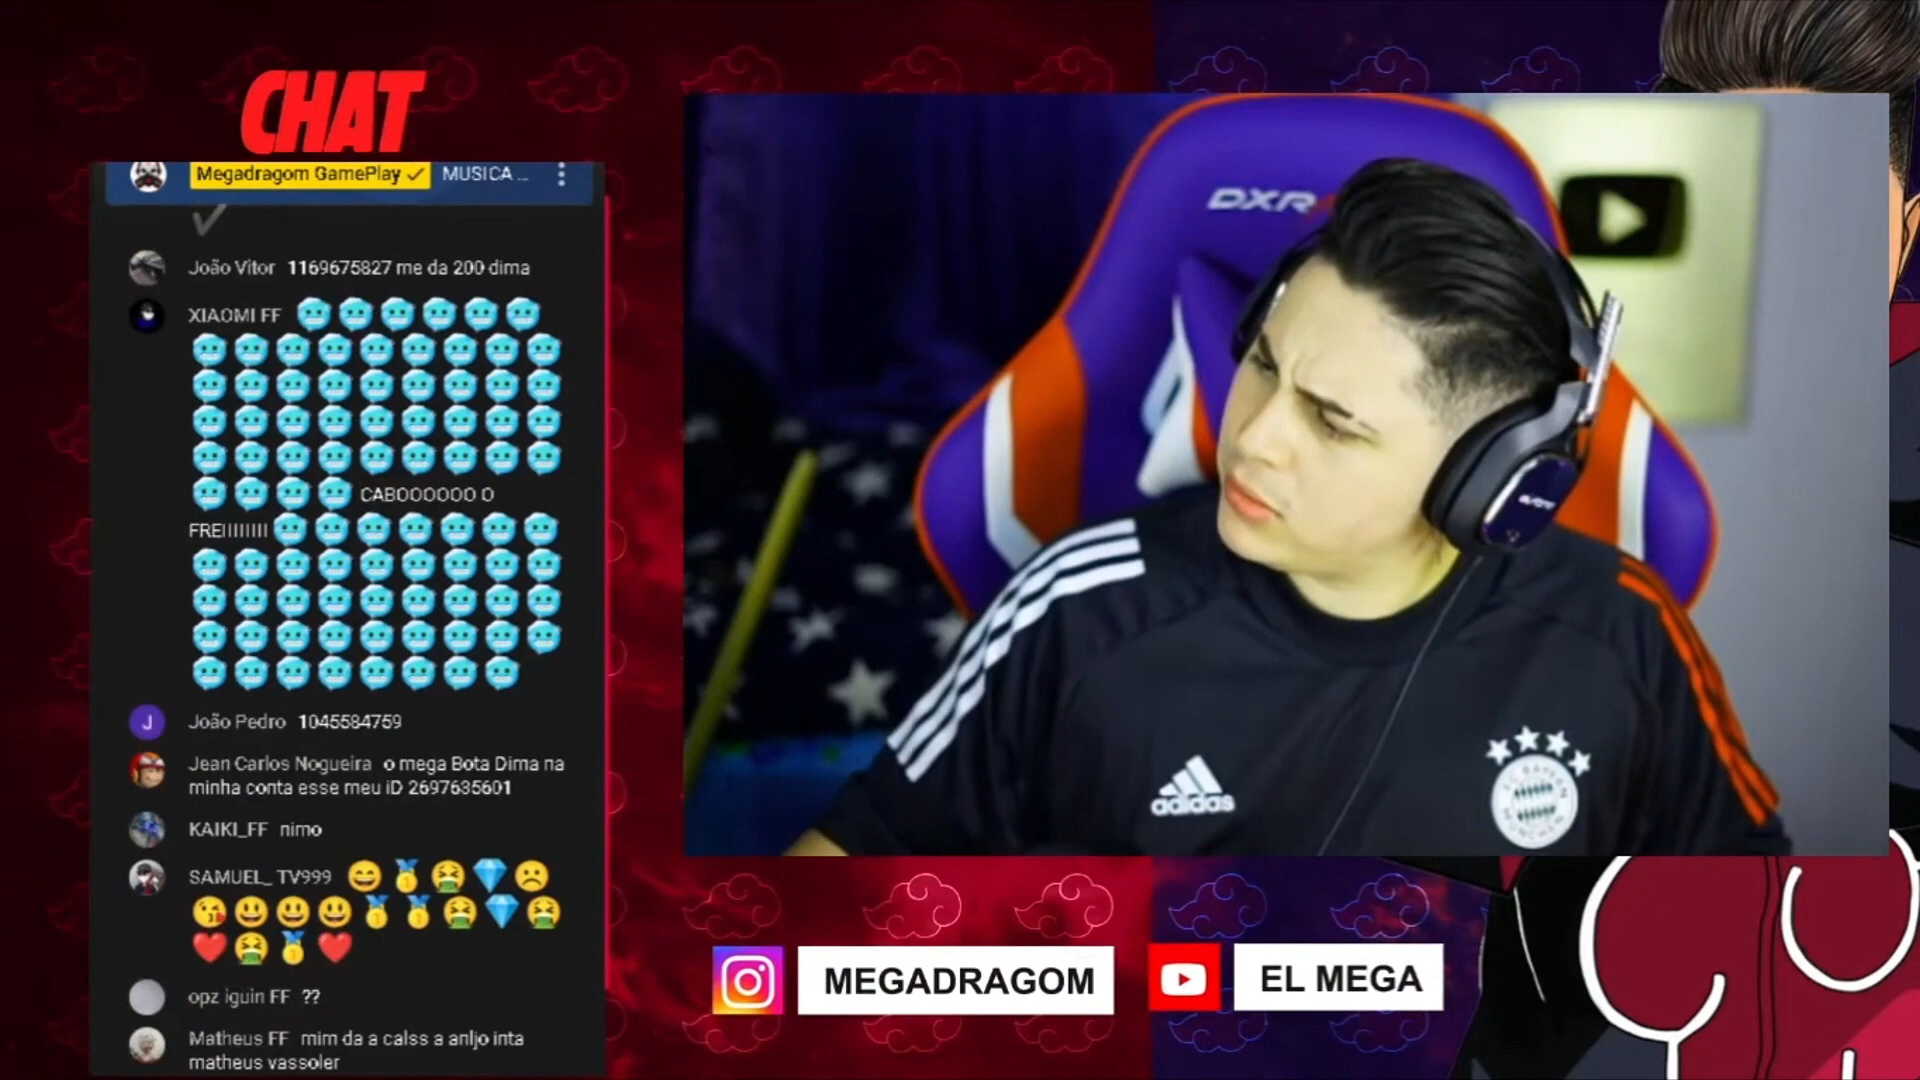 CHAT
Megadragom GamePlay MUSICA ...
João Vitor 1169675827 me da 200 dima
XIAOMI FF
CABOOOOOO O
FREIIIIIIII
João Pedro 1045584759
Jean Carlos Nogueira o mega Bota Dima na
minha conta esse meu iD 2697635601
KAIKI_FF nimo
SAMUEL_TV999
opz iguin FF ??
Matheus FF mim da a calss a anljo inta
matheus vassoler
DXR
adidas
MEGADRAGOM
EL MEGA